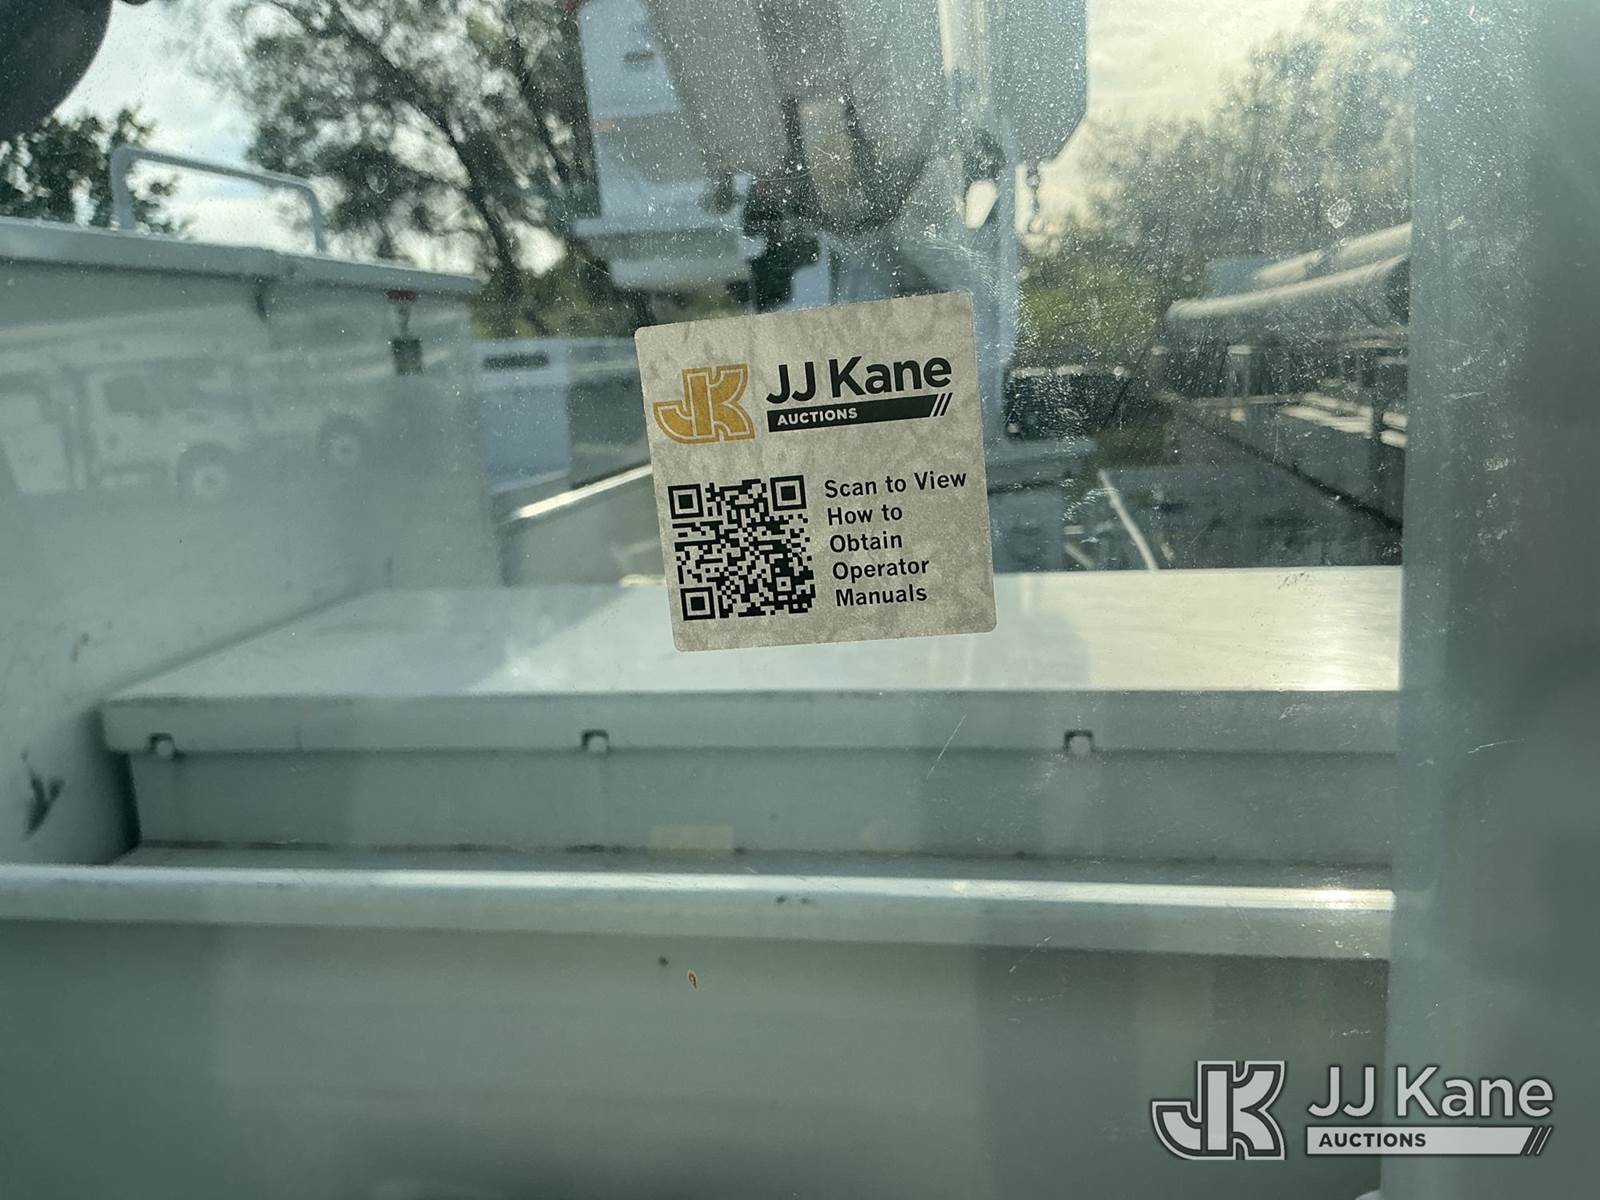 JK JJ Kane
AUCTIONS
Scan to View
How to
Obtain
Operator
Manuals
JK JJ Kane
AUCTIONS